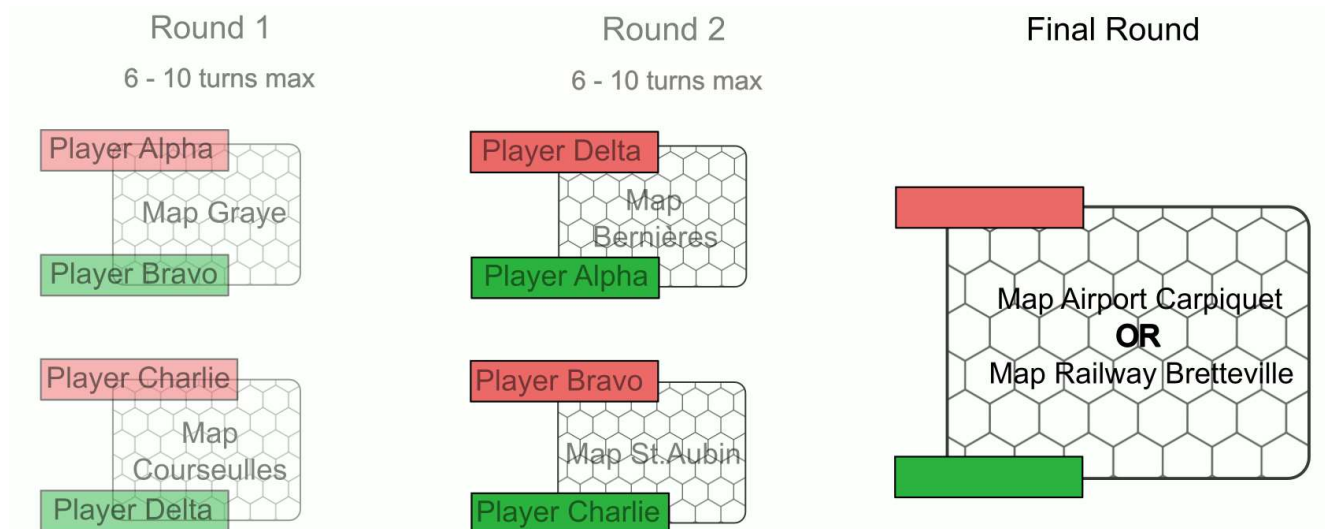 Round 1
6 - 10 turns max
Player Alpha
Map Graye
Player Bravo
Player Charlie
Map
Courseulles
Player Delta
Round 2
6 - 10 turns max
Player Delta
Map
Bernières
Player Alpha
Player Bravo
Map St.Aubin
Player Charlie
Final Round
Map Airport Carpiquet
OR
Map Railway Bretteville